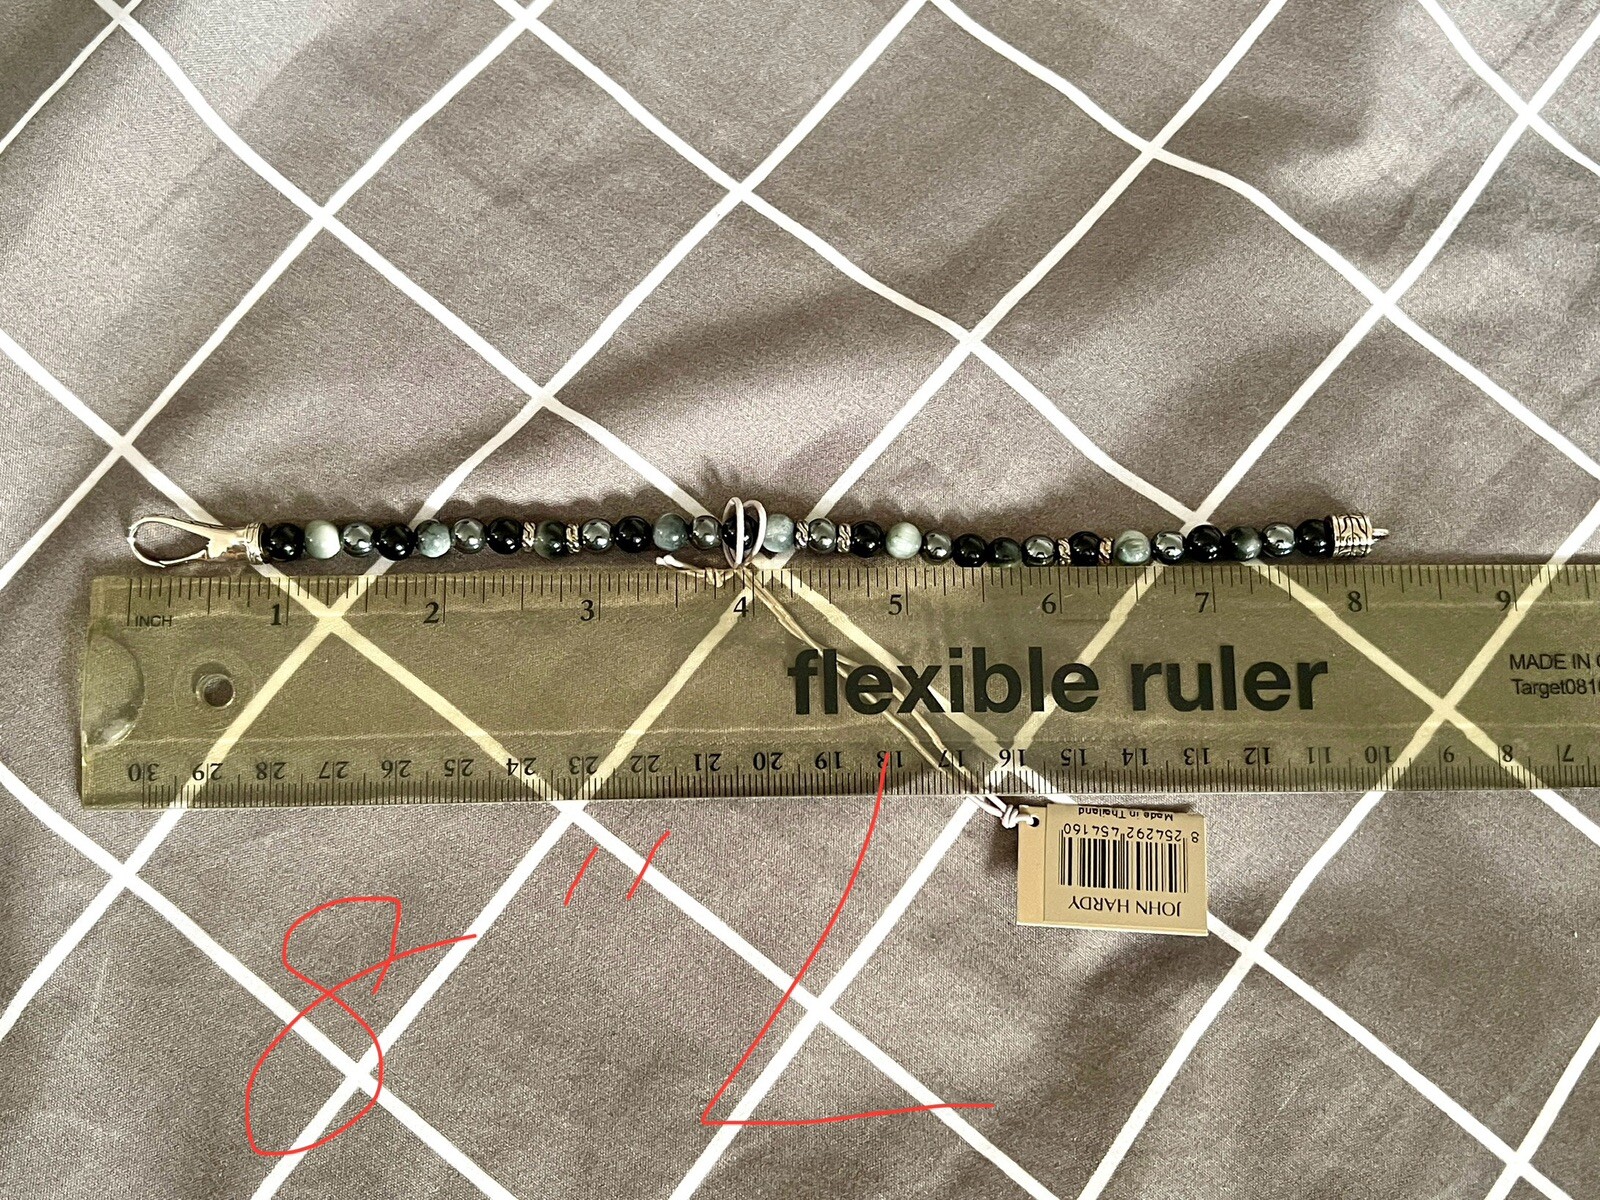 INCH 1 2 3 4 5 6 7 8 9
flexible ruler
MADE IN
Target081
30 29 28 27 26 25 24 23 22 21 20 19 18 17 16 15 14 13 12 11 10 9 8 7
JOHN HARDY
8 254292 454160
Made in Thailand
8" L